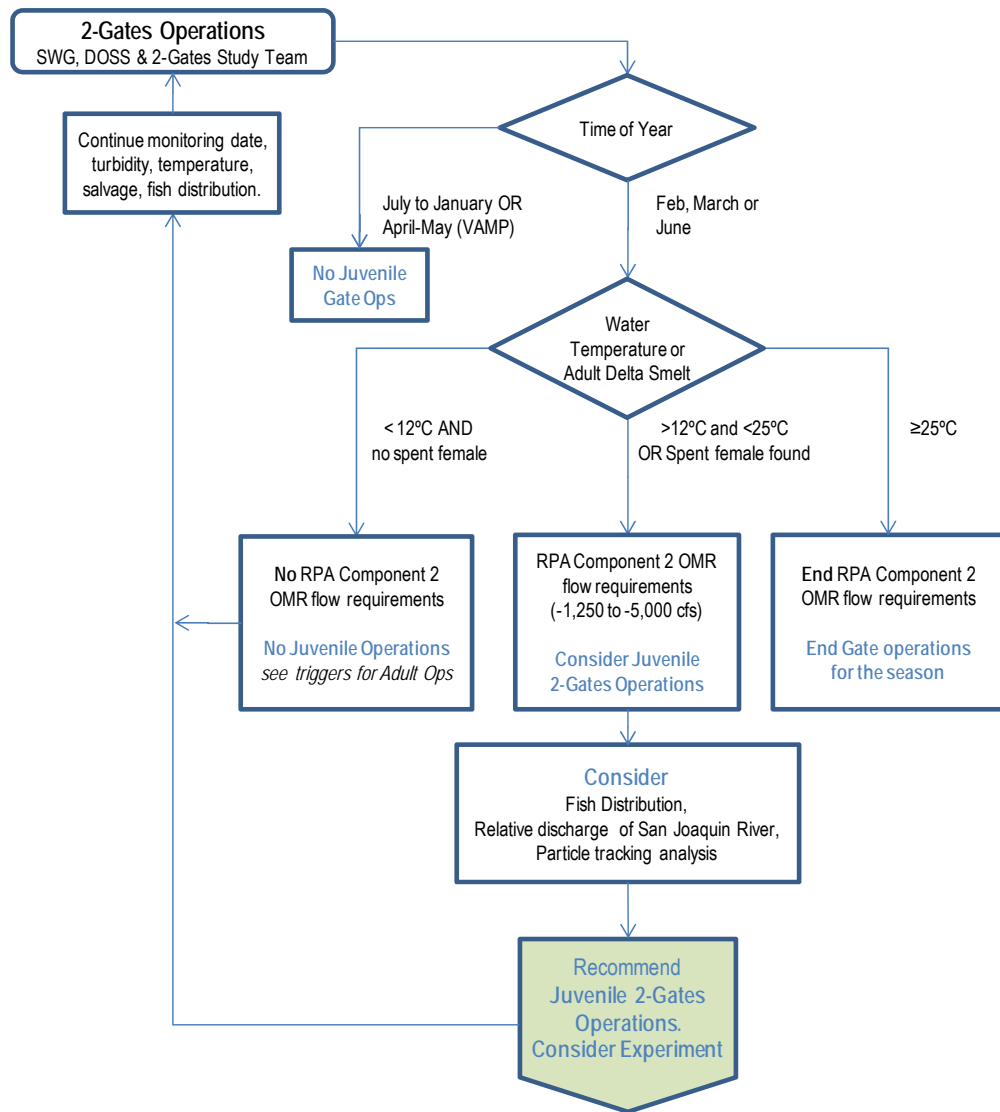 2-Gates Operations
SWG, DOSS & 2-Gates Study Team
Continue monitoring date,
turbidity, temperature,
salvage, fish distribution.
Time of Year
July to January OR
April-May (VAMP)
Feb, March or
June
No Juvenile
Gate Ops
Water
Temperature or
Adult Delta Smelt
< 12ºC AND
no spent female
>12ºC and <25ºC
OR Spent female found
≥25ºC
No RPA Component 2
OMR flow requirements
No Juvenile Operations
see triggers for Adult Ops
RPA Component 2 OMR
flow requirements
(-1,250 to -5,000 cfs)
Consider Juvenile
2-Gates Operations
End RPA Component 2
OMR flow requirements
End Gate operations
for the season
Consider
Fish Distribution,
Relative discharge of San Joaquin River,
Particle tracking analysis
Recommend
Juvenile 2-Gates
Operations.
Consider Experiment